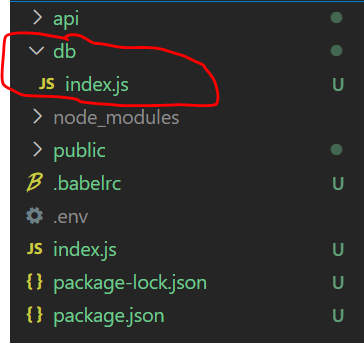 api
db
JS index.js
node_modules
public
B .babelrc U
.env
JS index.js U
{} package-lock.json U
{} package.json U